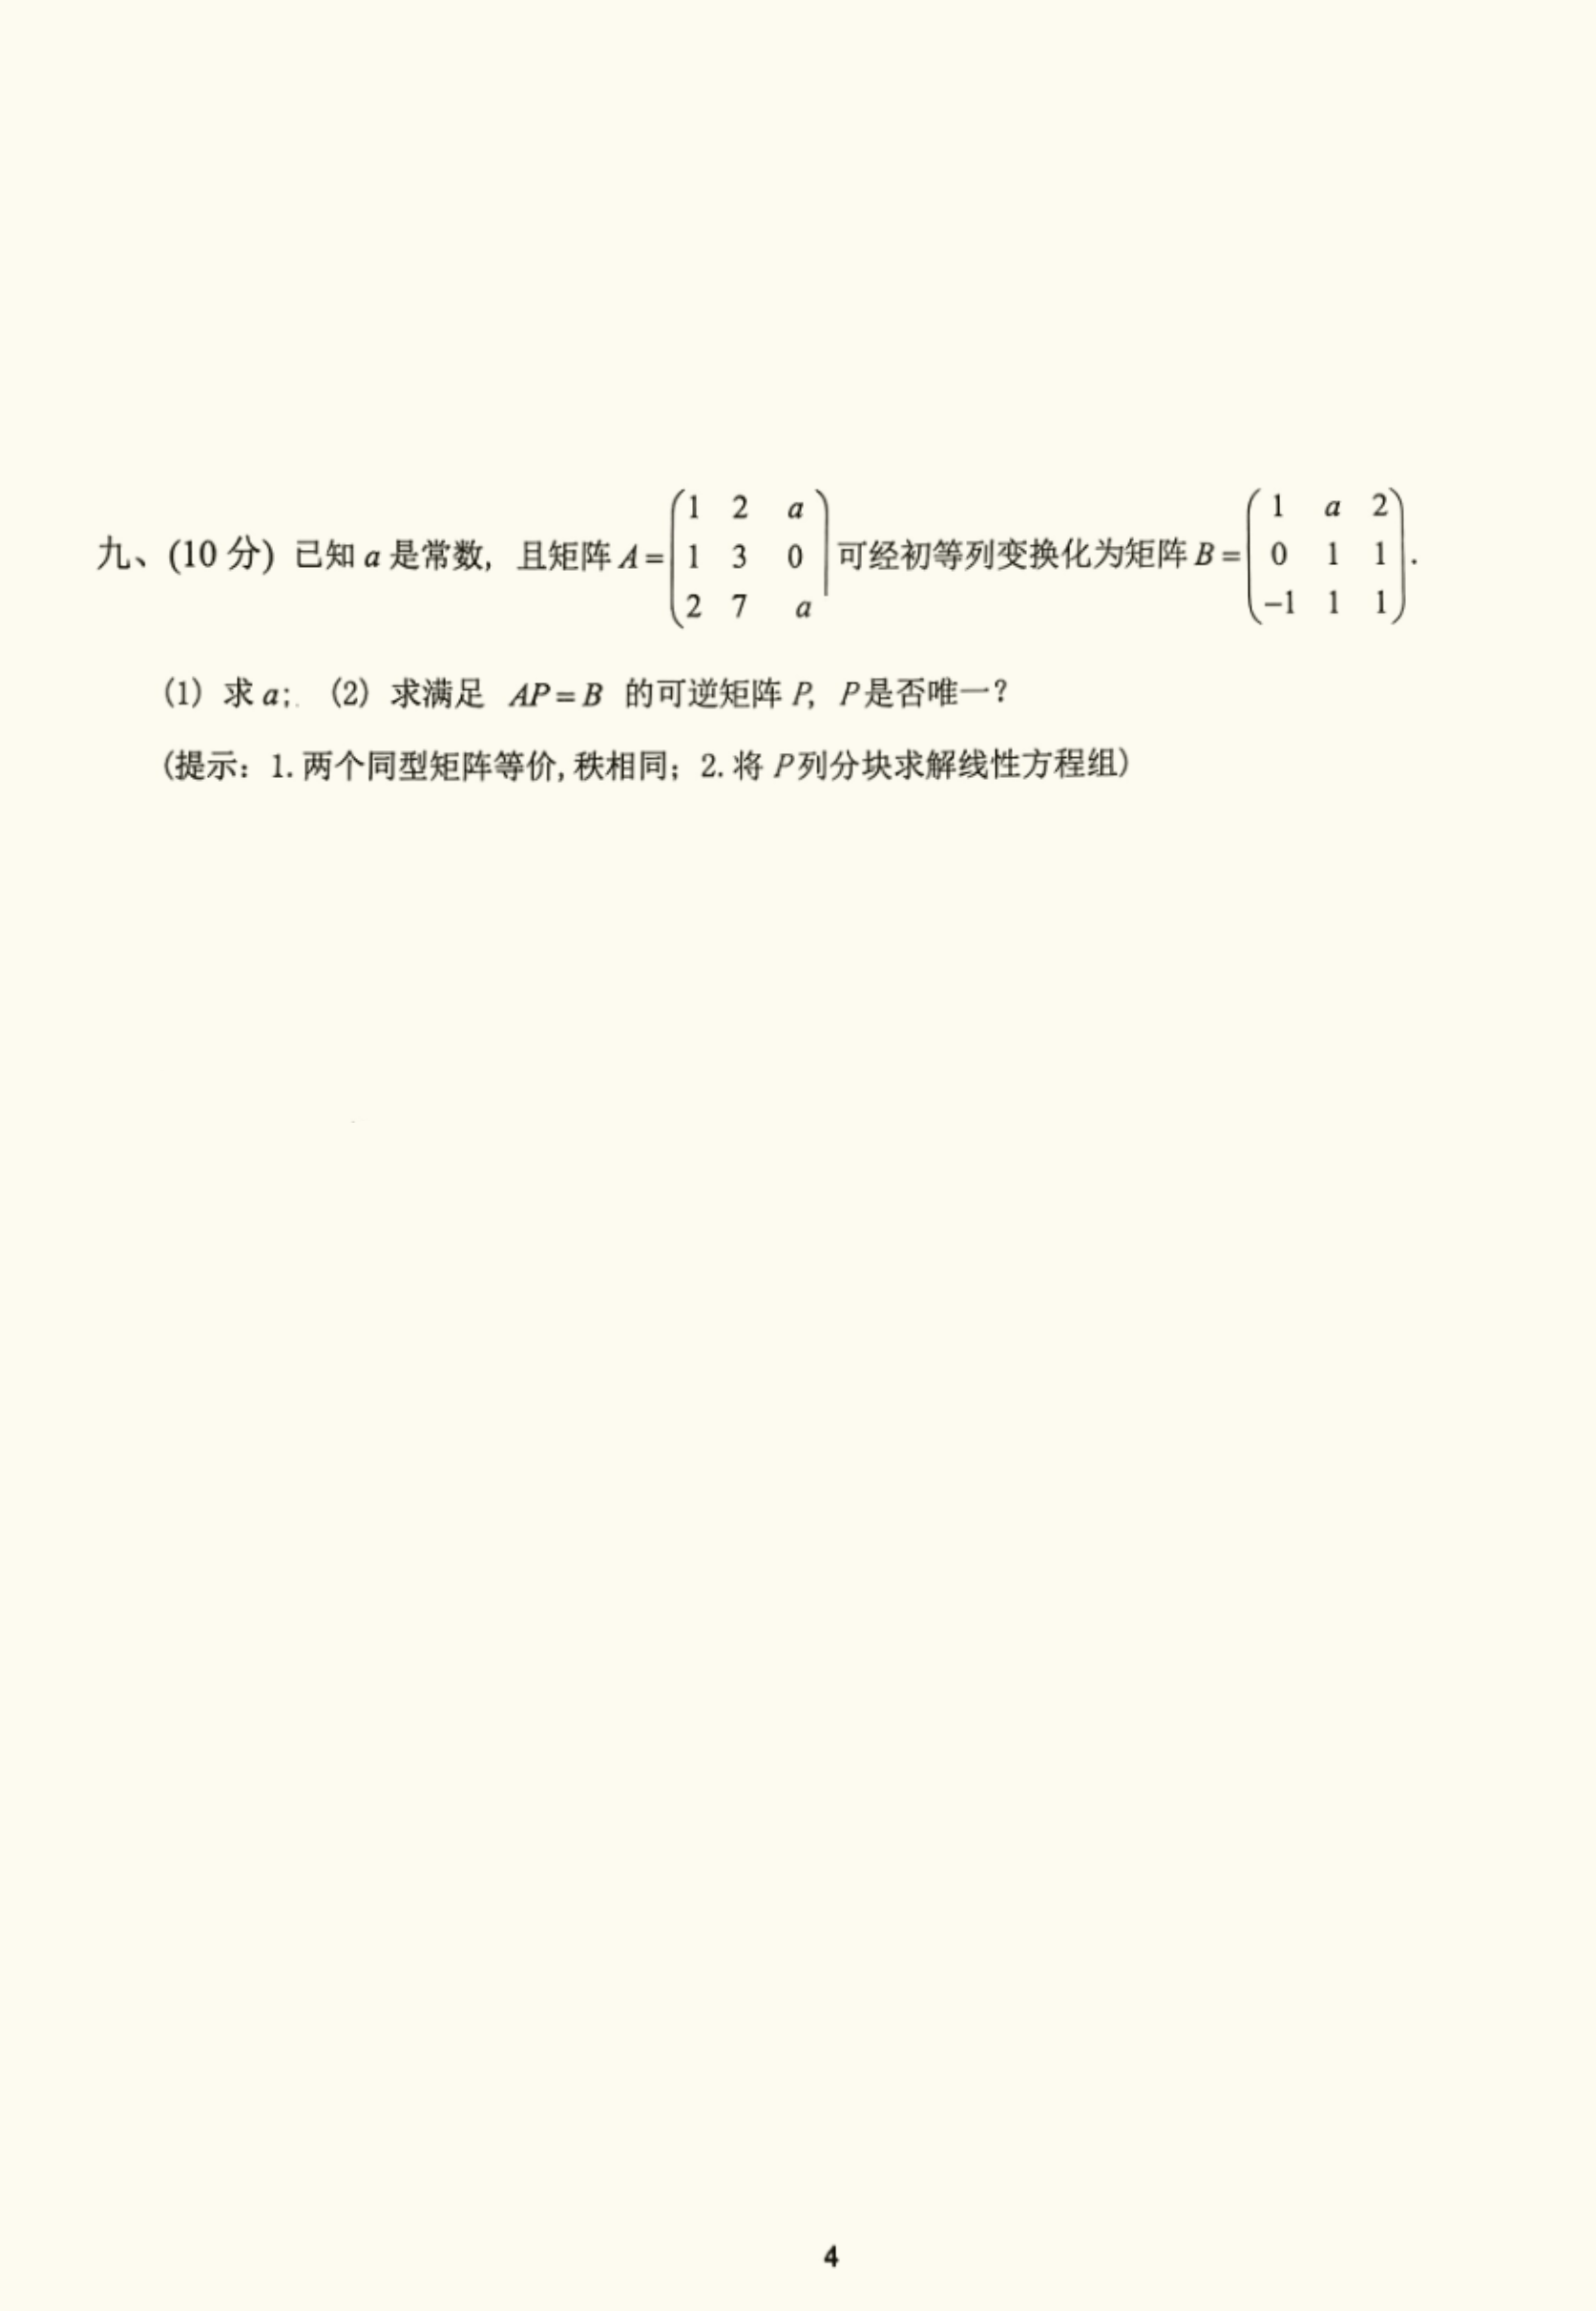 九、(10 分) 已知 a 是常数, 且矩阵 A = \begin{pmatrix} 1 & 2 & a \\ 1 & 3 & 0 \\ 2 & 7 & a \end{pmatrix} 可经初等列变换化为矩阵 B = \begin{pmatrix} 1 & a & 2 \\ 0 & 1 & 1 \\ -1 & 1 & 1 \end{pmatrix}.
(1) 求 a; (2) 求满足 AP = B 的可逆矩阵 P, P 是否唯一?
(提示: 1. 两个同型矩阵等价, 秩相同; 2. 将 P 列分块求解线性方程组)
4